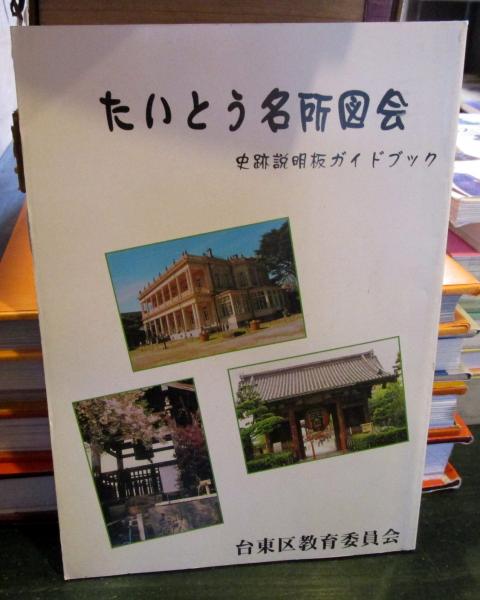 たいとう名所図会
史跡説明板ガイドブック
台東区教育委員会